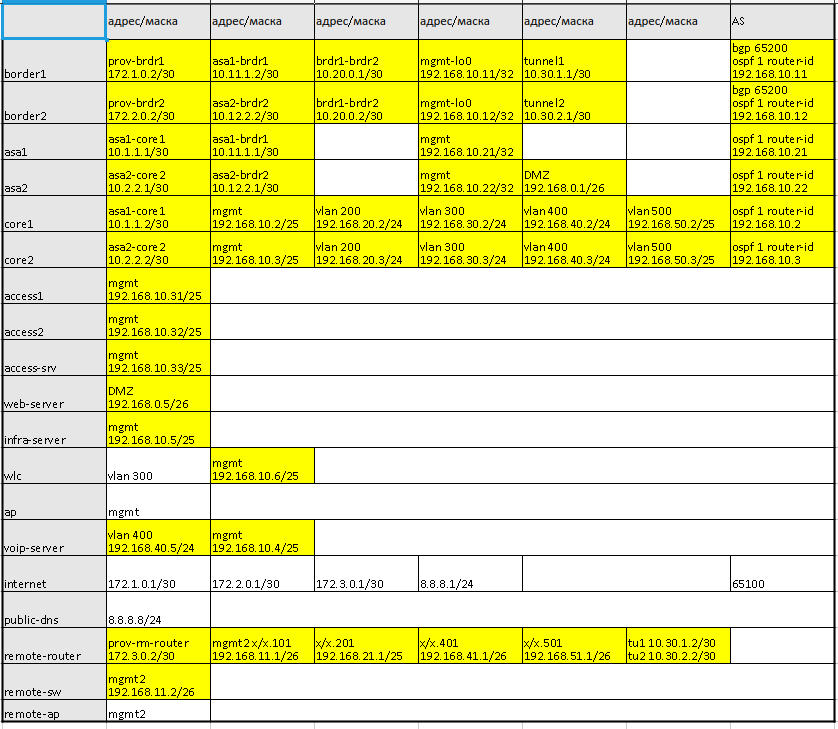 адрес/маска адрес/маска адрес/маска адрес/маска адрес/маска адрес/маска AS
border1
prov-brdr1
172.1.0.2/30
asa1-brdr1
10.11.1.2/30
brdr1-brdr2
10.20.0.1/30
mgmt-lo0
192.168.10.11/32
tunnel1
10.30.1.1/30
bgp 65200
ospf 1 router-id
192.168.10.11
border2
prov-brdr2
172.2.0.2/30
asa2-brdr2
10.12.2.2/30
brdr1-brdr2
10.20.0.2/30
mgmt-lo0
192.168.10.12/32
tunnel2
10.30.2.1/30
bgp 65200
ospf 1 router-id
192.168.10.12
asa1
asa1-core1
10.1.1.1/30
asa1-brdr1
10.11.1.1/30
mgmt
192.168.10.21/32
ospf 1 router-id
192.168.10.21
asa2
asa2-core2
10.2.2.1/30
asa2-brdr2
10.12.2.1/30
mgmt
192.168.10.22/32
DMZ
192.168.0.1/26
ospf 1 router-id
192.168.10.22
core1
asa1-core1
10.1.1.2/30
mgmt
192.168.10.2/25
vlan 200
192.168.20.2/24
vlan 300
192.168.30.2/24
vlan 400
192.168.40.2/24
vlan 500
192.168.50.2/25
ospf 1 router-id
192.168.10.2
core2
asa2-core2
10.2.2.2/30
mgmt
192.168.10.3/25
vlan 200
192.168.20.3/24
vlan 300
192.168.30.3/24
vlan 400
192.168.40.3/24
vlan 500
192.168.50.3/25
ospf 1 router-id
192.168.10.3
access1
mgmt
192.168.10.31/25
access2
mgmt
192.168.10.32/25
access-srv
mgmt
192.168.10.33/25
web-server
DMZ
192.168.0.5/26
infra-server
mgmt
192.168.10.5/25
wlc
vlan 300
mgmt
192.168.10.6/25
ap
mgmt
voip-server
vlan 400
192.168.40.5/24
mgmt
192.168.10.4/25
internet
172.1.0.1/30
172.2.0.1/30
172.3.0.1/30
8.8.8.1/24
65100
public-dns
8.8.8.8/24
remote-router
prov-rm-router
172.3.0.2/30
mgmt2 x/x.101
192.168.11.1/26
x/x.201
192.168.21.1/25
x/x.401
192.168.41.1/26
x/x.501
192.168.51.1/26
tu1 10.30.1.2/30
tu2 10.30.2.2/30
remote-sw
mgmt2
192.168.11.2/26
remote-ap
mgmt2